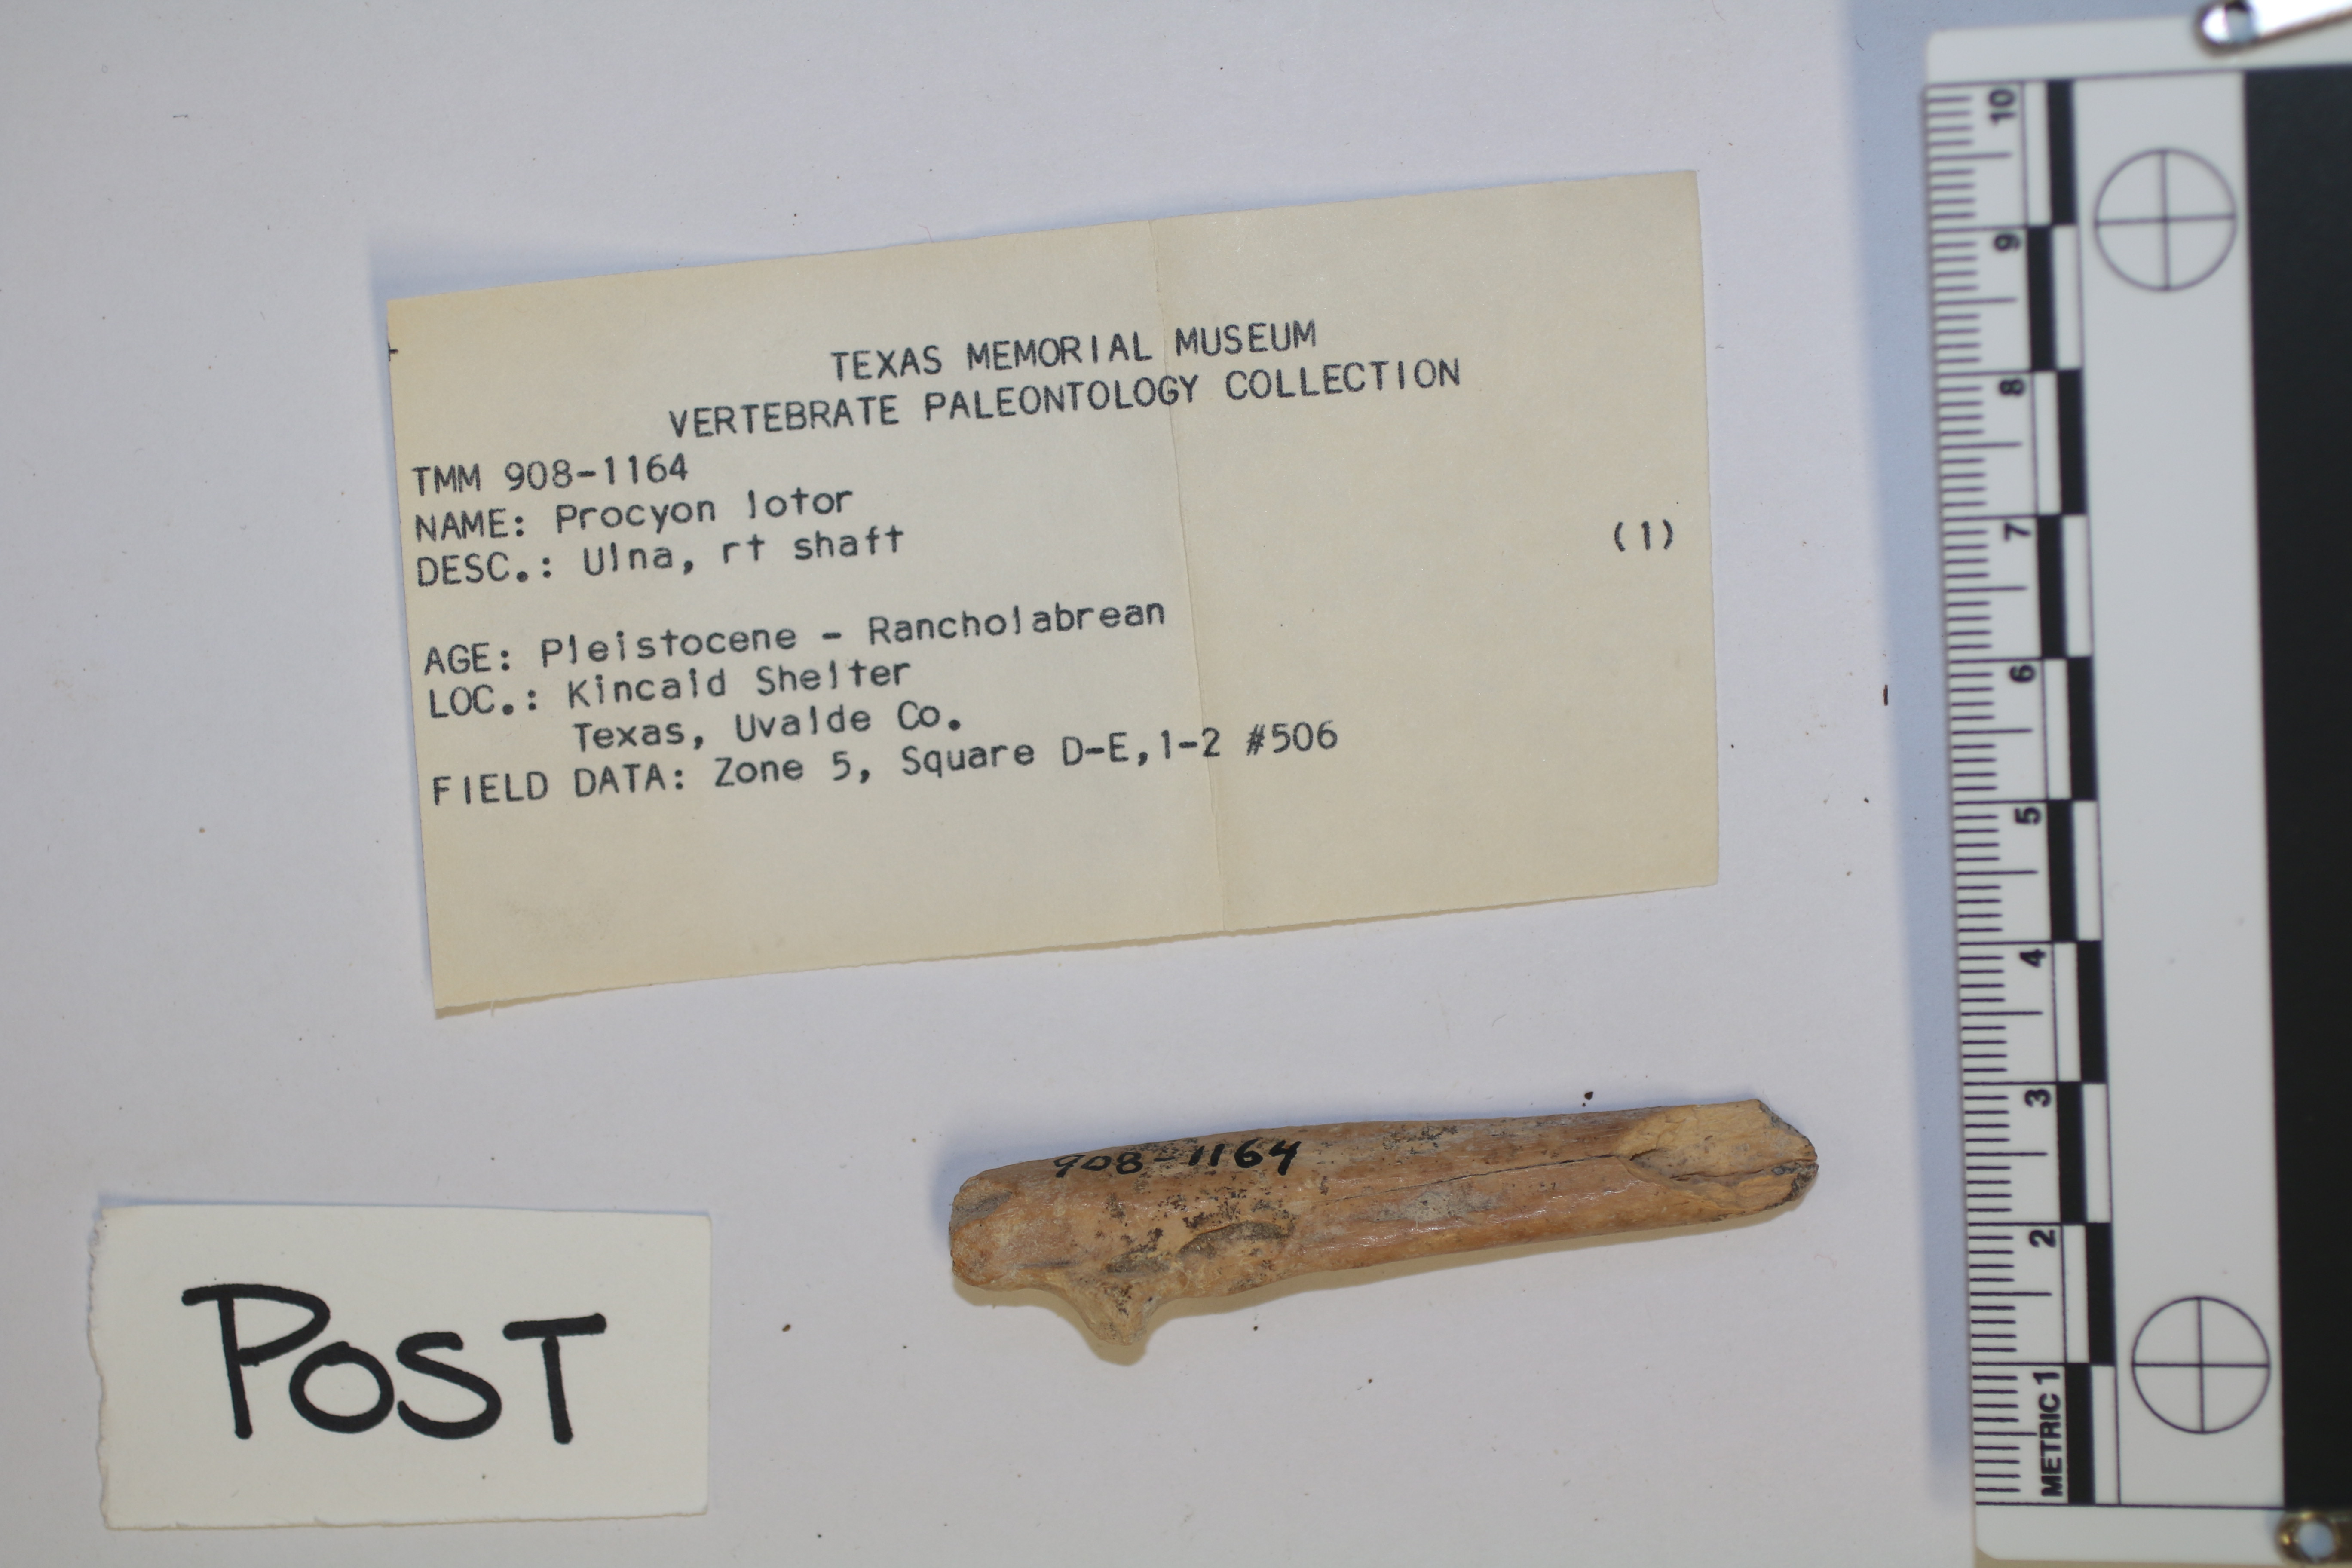 TEXAS MEMORIAL MUSEUM
VERTEBRATE PALEONTOLOGY COLLECTION
TMM 908-1164
NAME: Procyon lotor
DESC.: Ulna, rt shaft (1)
AGE: Pleistocene - Rancholabrean
LOC.: Kincaid Shelter
Texas, Uvalde Co.
FIELD DATA: Zone 5, Square D-E,1-2 #506
908-1164
POST
10
9
8
7
6
5
4
3
2
METRIC 1